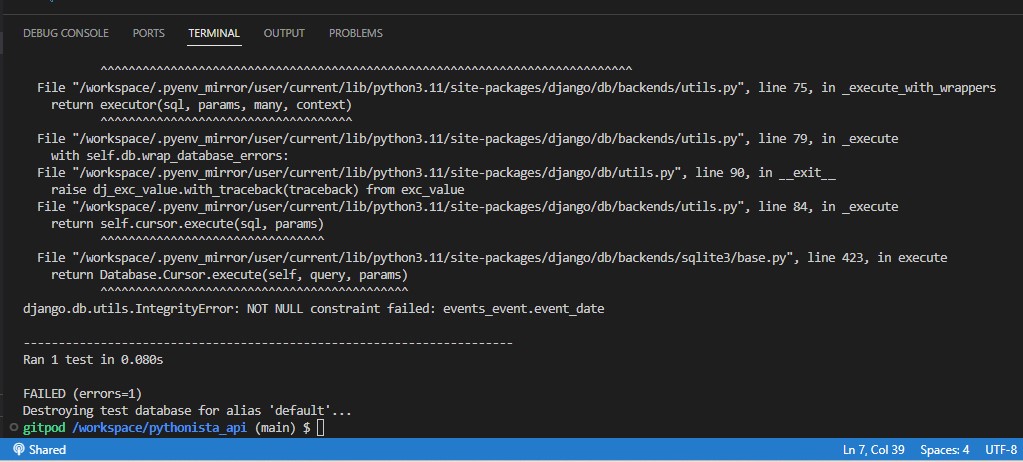 DEBUG CONSOLE PORTS TERMINAL OUTPUT PROBLEMS
^^^^^^^^^^^^^^^^^^^^^^^^^^^^^^^^^^^^^^^^^^^^^^^^^^^^^^^^^^^^^^^^^^^^^^^^^^^^
File "/workspace/.pyenv_mirror/user/current/lib/python3.11/site-packages/django/db/backends/utils.py", line 75, in _execute_with_wrappers
return executor(sql, params, many, context)
^^^^^^^^^^^^^^^^^^^^^^^^^^^^^^^^^^^^
File "/workspace/.pyenv_mirror/user/current/lib/python3.11/site-packages/django/db/backends/utils.py", line 79, in _execute
with self.db.wrap_database_errors:
File "/workspace/.pyenv_mirror/user/current/lib/python3.11/site-packages/django/db/utils.py", line 90, in __exit__
raise dj_exc_value.with_traceback(traceback) from exc_value
File "/workspace/.pyenv_mirror/user/current/lib/python3.11/site-packages/django/db/backends/utils.py", line 84, in _execute
return self.cursor.execute(sql, params)
^^^^^^^^^^^^^^^^^^^^^^^^^^^^^^^^
File "/workspace/.pyenv_mirror/user/current/lib/python3.11/site-packages/django/db/backends/sqlite3/base.py", line 423, in execute
return Database.Cursor.execute(self, query, params)
^^^^^^^^^^^^^^^^^^^^^^^^^^^^^^^^^^^^^^^^^^^^
django.db.utils.IntegrityError: NOT NULL constraint failed: events_event.event_date
----------------------------------------------------------------------
Ran 1 test in 0.080s
FAILED (errors=1)
Destroying test database for alias 'default'...
gitpod /workspace/pythonista_api (main) $
Shared Ln 7, Col 39 Spaces: 4 UTF-8